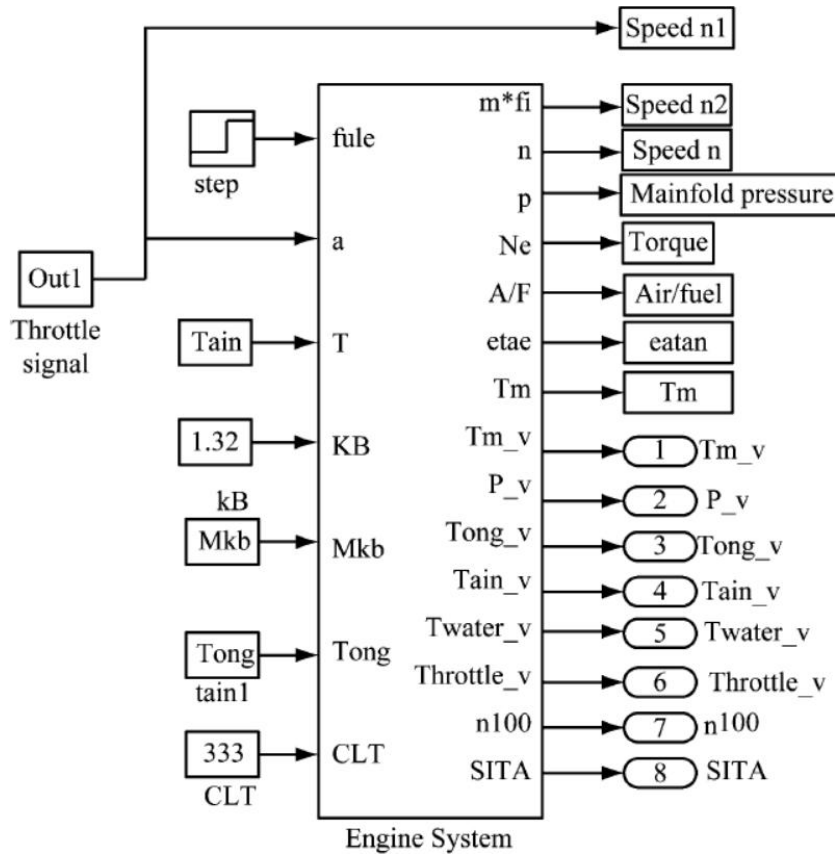 Speed n1
m*fi
Speed n2
fule
step
n
Speed n
p
Mainfold pressure
a
Ne
Torque
Out1
Throttle
signal
A/F
Air/fuel
Tain
T
etae
eatan
Tm
Tm
1.32
KB
kB
Tm_v
1
Tm_v
P_v
2
P_v
Mkb
Mkb
Tong_v
3
Tong_v
Tain_v
4
Tain_v
Twater_v
5
Twater_v
Tong
tain1
Tong
Throttle_v
6
Throttle_v
n100
7
n100
333
CLT
CLT
SITA
8
SITA
Engine System